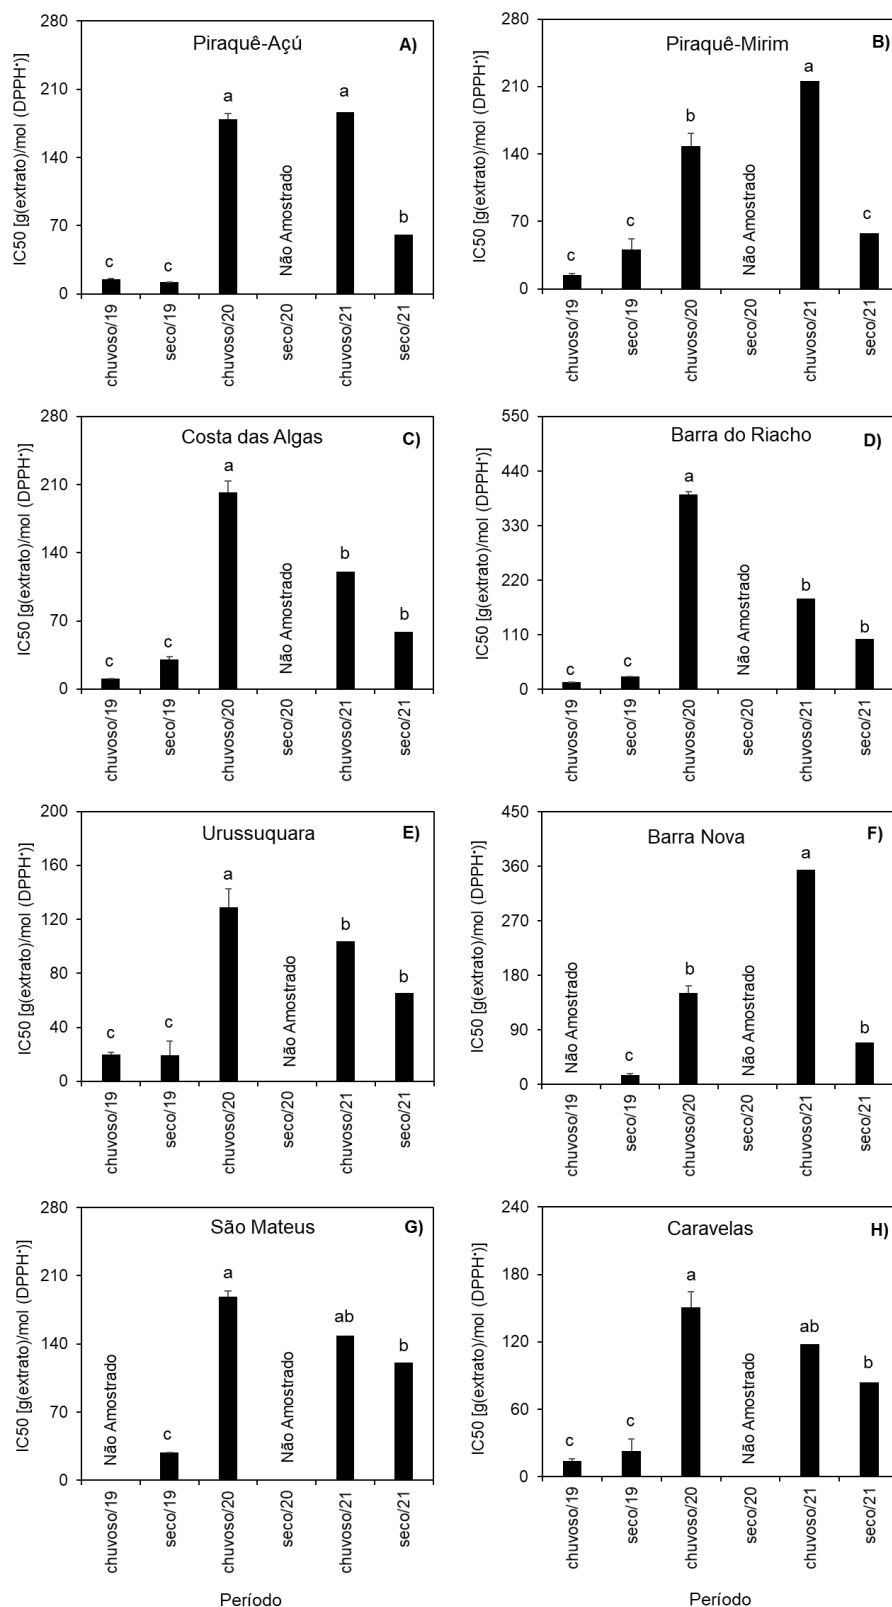 Piraquê-Açú
A)
IC50 [g(extrato)/mol (DPPH•)]
280
210
140
70
0
c
c
a
Não Amostrado
a
b
chuvoso/19
seco/19
chuvoso/20
seco/20
chuvoso/21
seco/21
Piraquê-Mirim
B)
IC50 [g(extrato)/mol (DPPH•)]
280
210
140
70
0
c
c
b
Não Amostrado
a
c
chuvoso/19
seco/19
chuvoso/20
seco/20
chuvoso/21
seco/21
Costa das Algas
C)
IC50 [g(extrato)/mol (DPPH•)]
280
210
140
70
0
c
c
a
Não Amostrado
b
b
chuvoso/19
seco/19
chuvoso/20
seco/20
chuvoso/21
seco/21
Barra do Riacho
D)
IC50 [g(extrato)/mol (DPPH•)]
550
440
330
220
110
0
c
c
a
Não Amostrado
b
b
chuvoso/19
seco/19
chuvoso/20
seco/20
chuvoso/21
seco/21
Urussuquara
E)
IC50 [g(extrato)/mol (DPPH•)]
200
160
120
80
40
0
c
c
a
Não Amostrado
b
b
chuvoso/19
seco/19
chuvoso/20
seco/20
chuvoso/21
seco/21
Barra Nova
F)
IC50 [g(extrato)/mol (DPPH•)]
450
360
270
180
90
0
Não Amostrado
c
b
Não Amostrado
a
b
chuvoso/19
seco/19
chuvoso/20
seco/20
chuvoso/21
seco/21
São Mateus
G)
IC50 [g(extrato)/mol (DPPH•)]
280
210
140
70
0
Não Amostrado
c
a
Não Amostrado
ab
b
chuvoso/19
seco/19
chuvoso/20
seco/20
chuvoso/21
seco/21
Período
Caravelas
H)
IC50 [g(extrato)/mol (DPPH•)]
240
180
120
60
0
c
c
a
Não Amostrado
ab
b
chuvoso/19
seco/19
chuvoso/20
seco/20
chuvoso/21
seco/21
Período